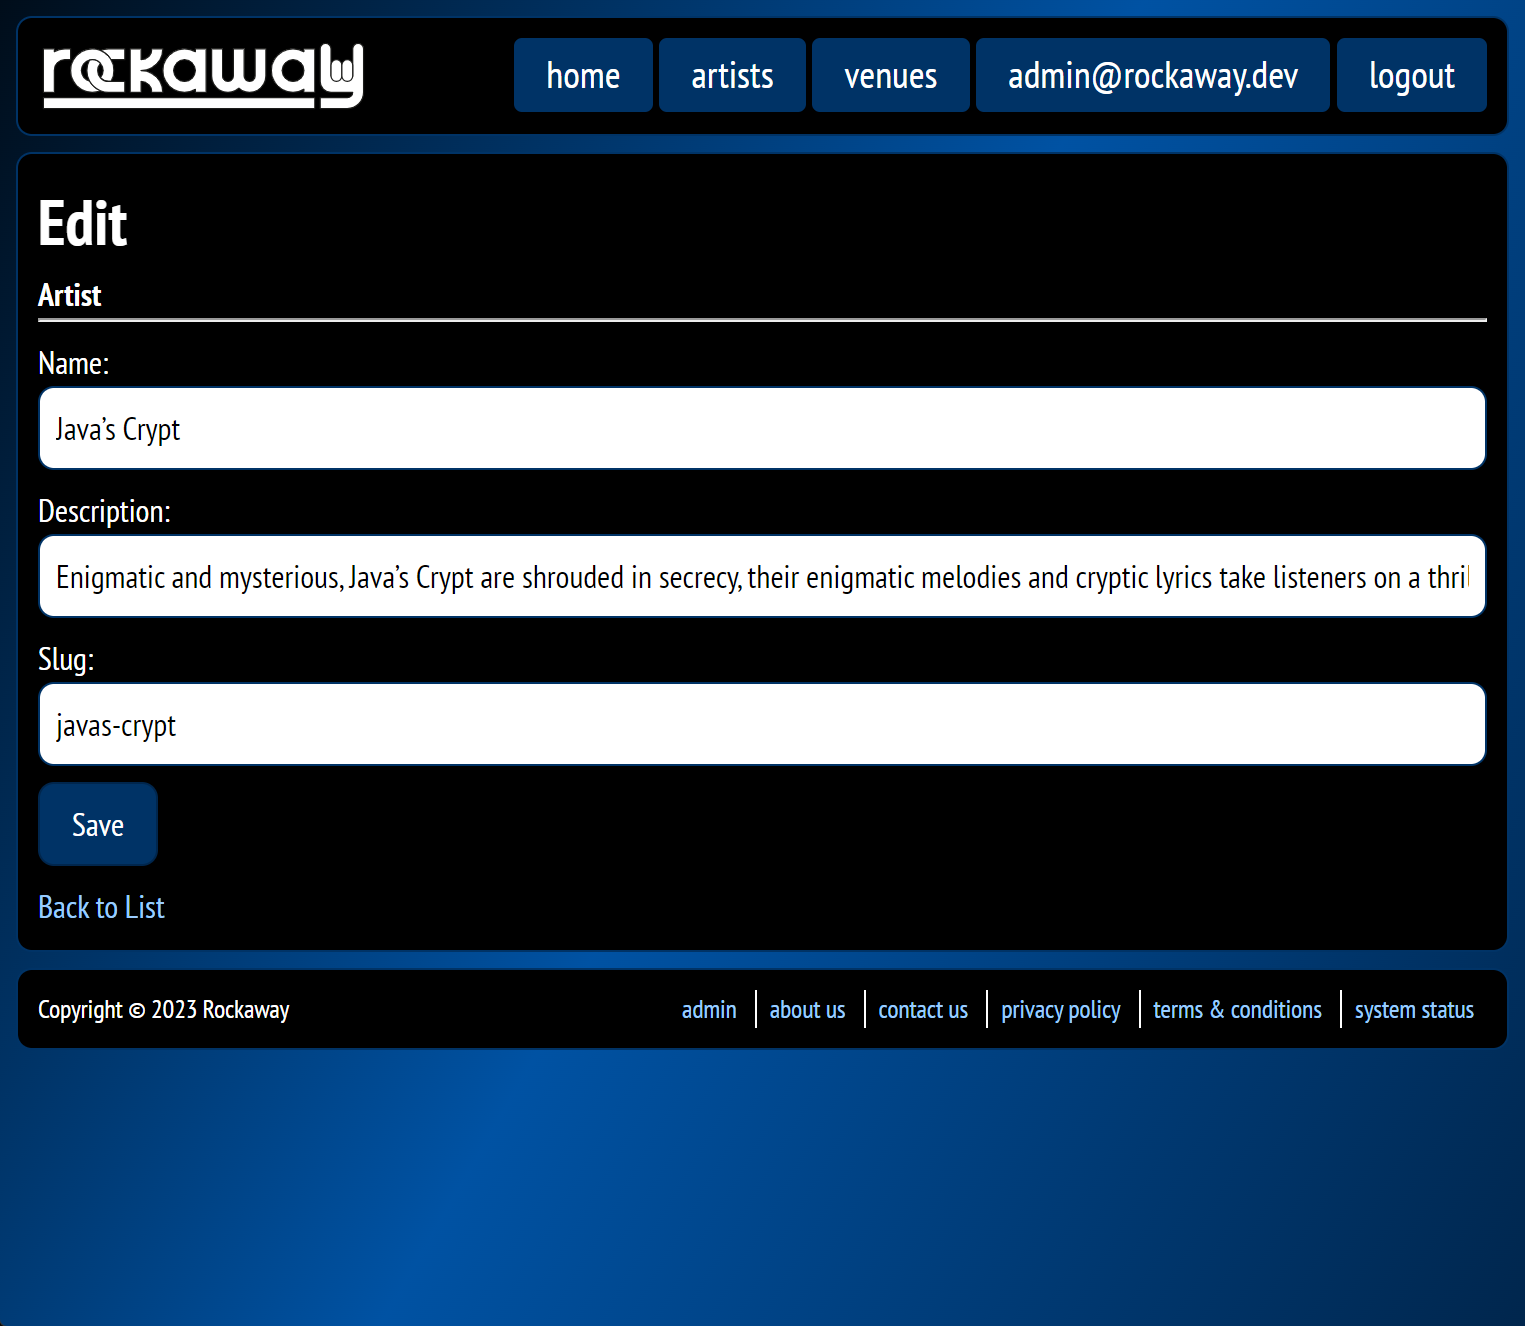 rockaway
home artists venues admin@rockaway.dev logout
Edit
Artist
Name:
Java’s Crypt
Description:
Enigmatic and mysterious, Java’s Crypt are shrouded in secrecy, their enigmatic melodies and cryptic lyrics take listeners on a
Slug:
javas-crypt
Save
Back to List
Copyright © 2023 Rockaway admin about us contact us privacy policy terms & conditions system status